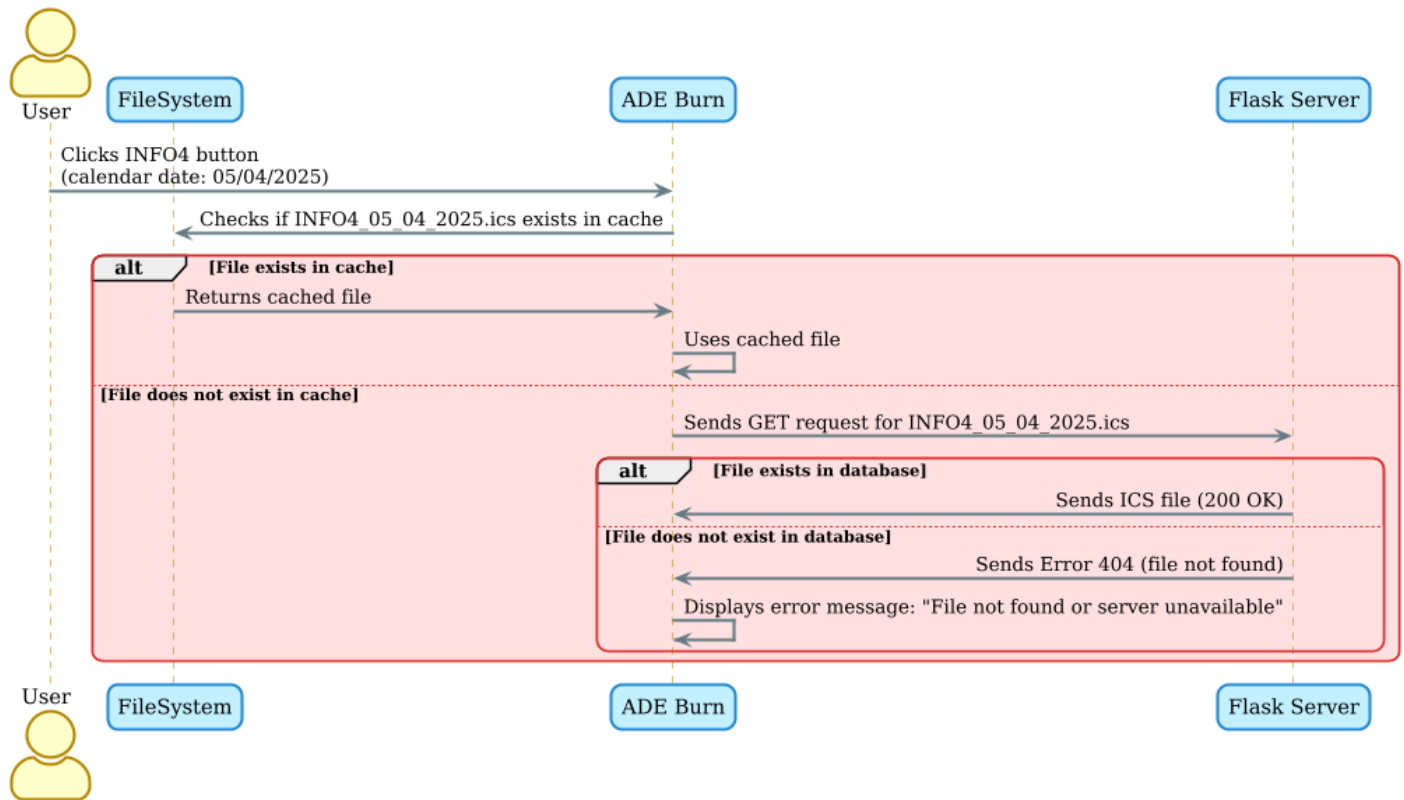 User
FileSystem
ADE Burn
Flask Server
Clicks INFO4 button
(calendar date: 05/04/2025)
Checks if INFO4_05_04_2025.ics exists in cache
alt [File exists in cache]
Returns cached file
Uses cached file
[File does not exist in cache]
Sends GET request for INFO4_05_04_2025.ics
alt [File exists in database]
Sends ICS file (200 OK)
[File does not exist in database]
Sends Error 404 (file not found)
Displays error message: "File not found or server unavailable"
User
FileSystem
ADE Burn
Flask Server